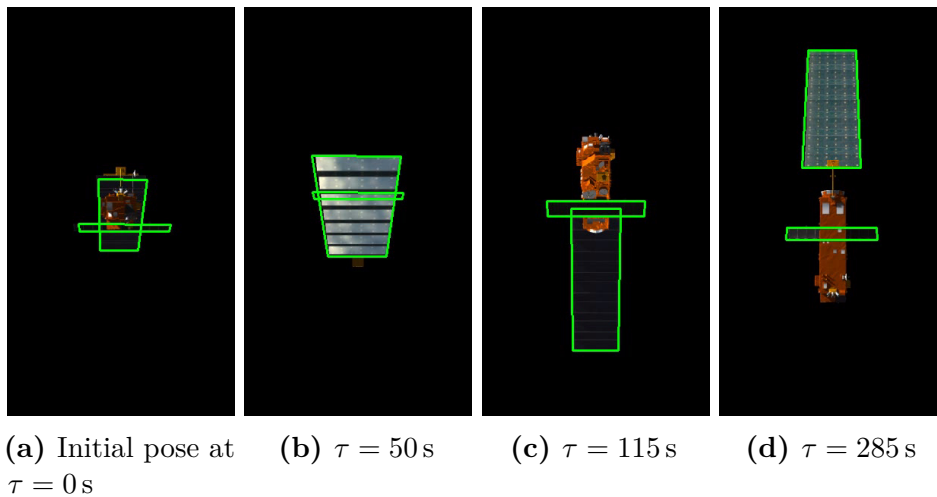 (a) Initial pose at
τ = 0 s
(b) τ = 50 s
(c) τ = 115 s
(d) τ = 285 s